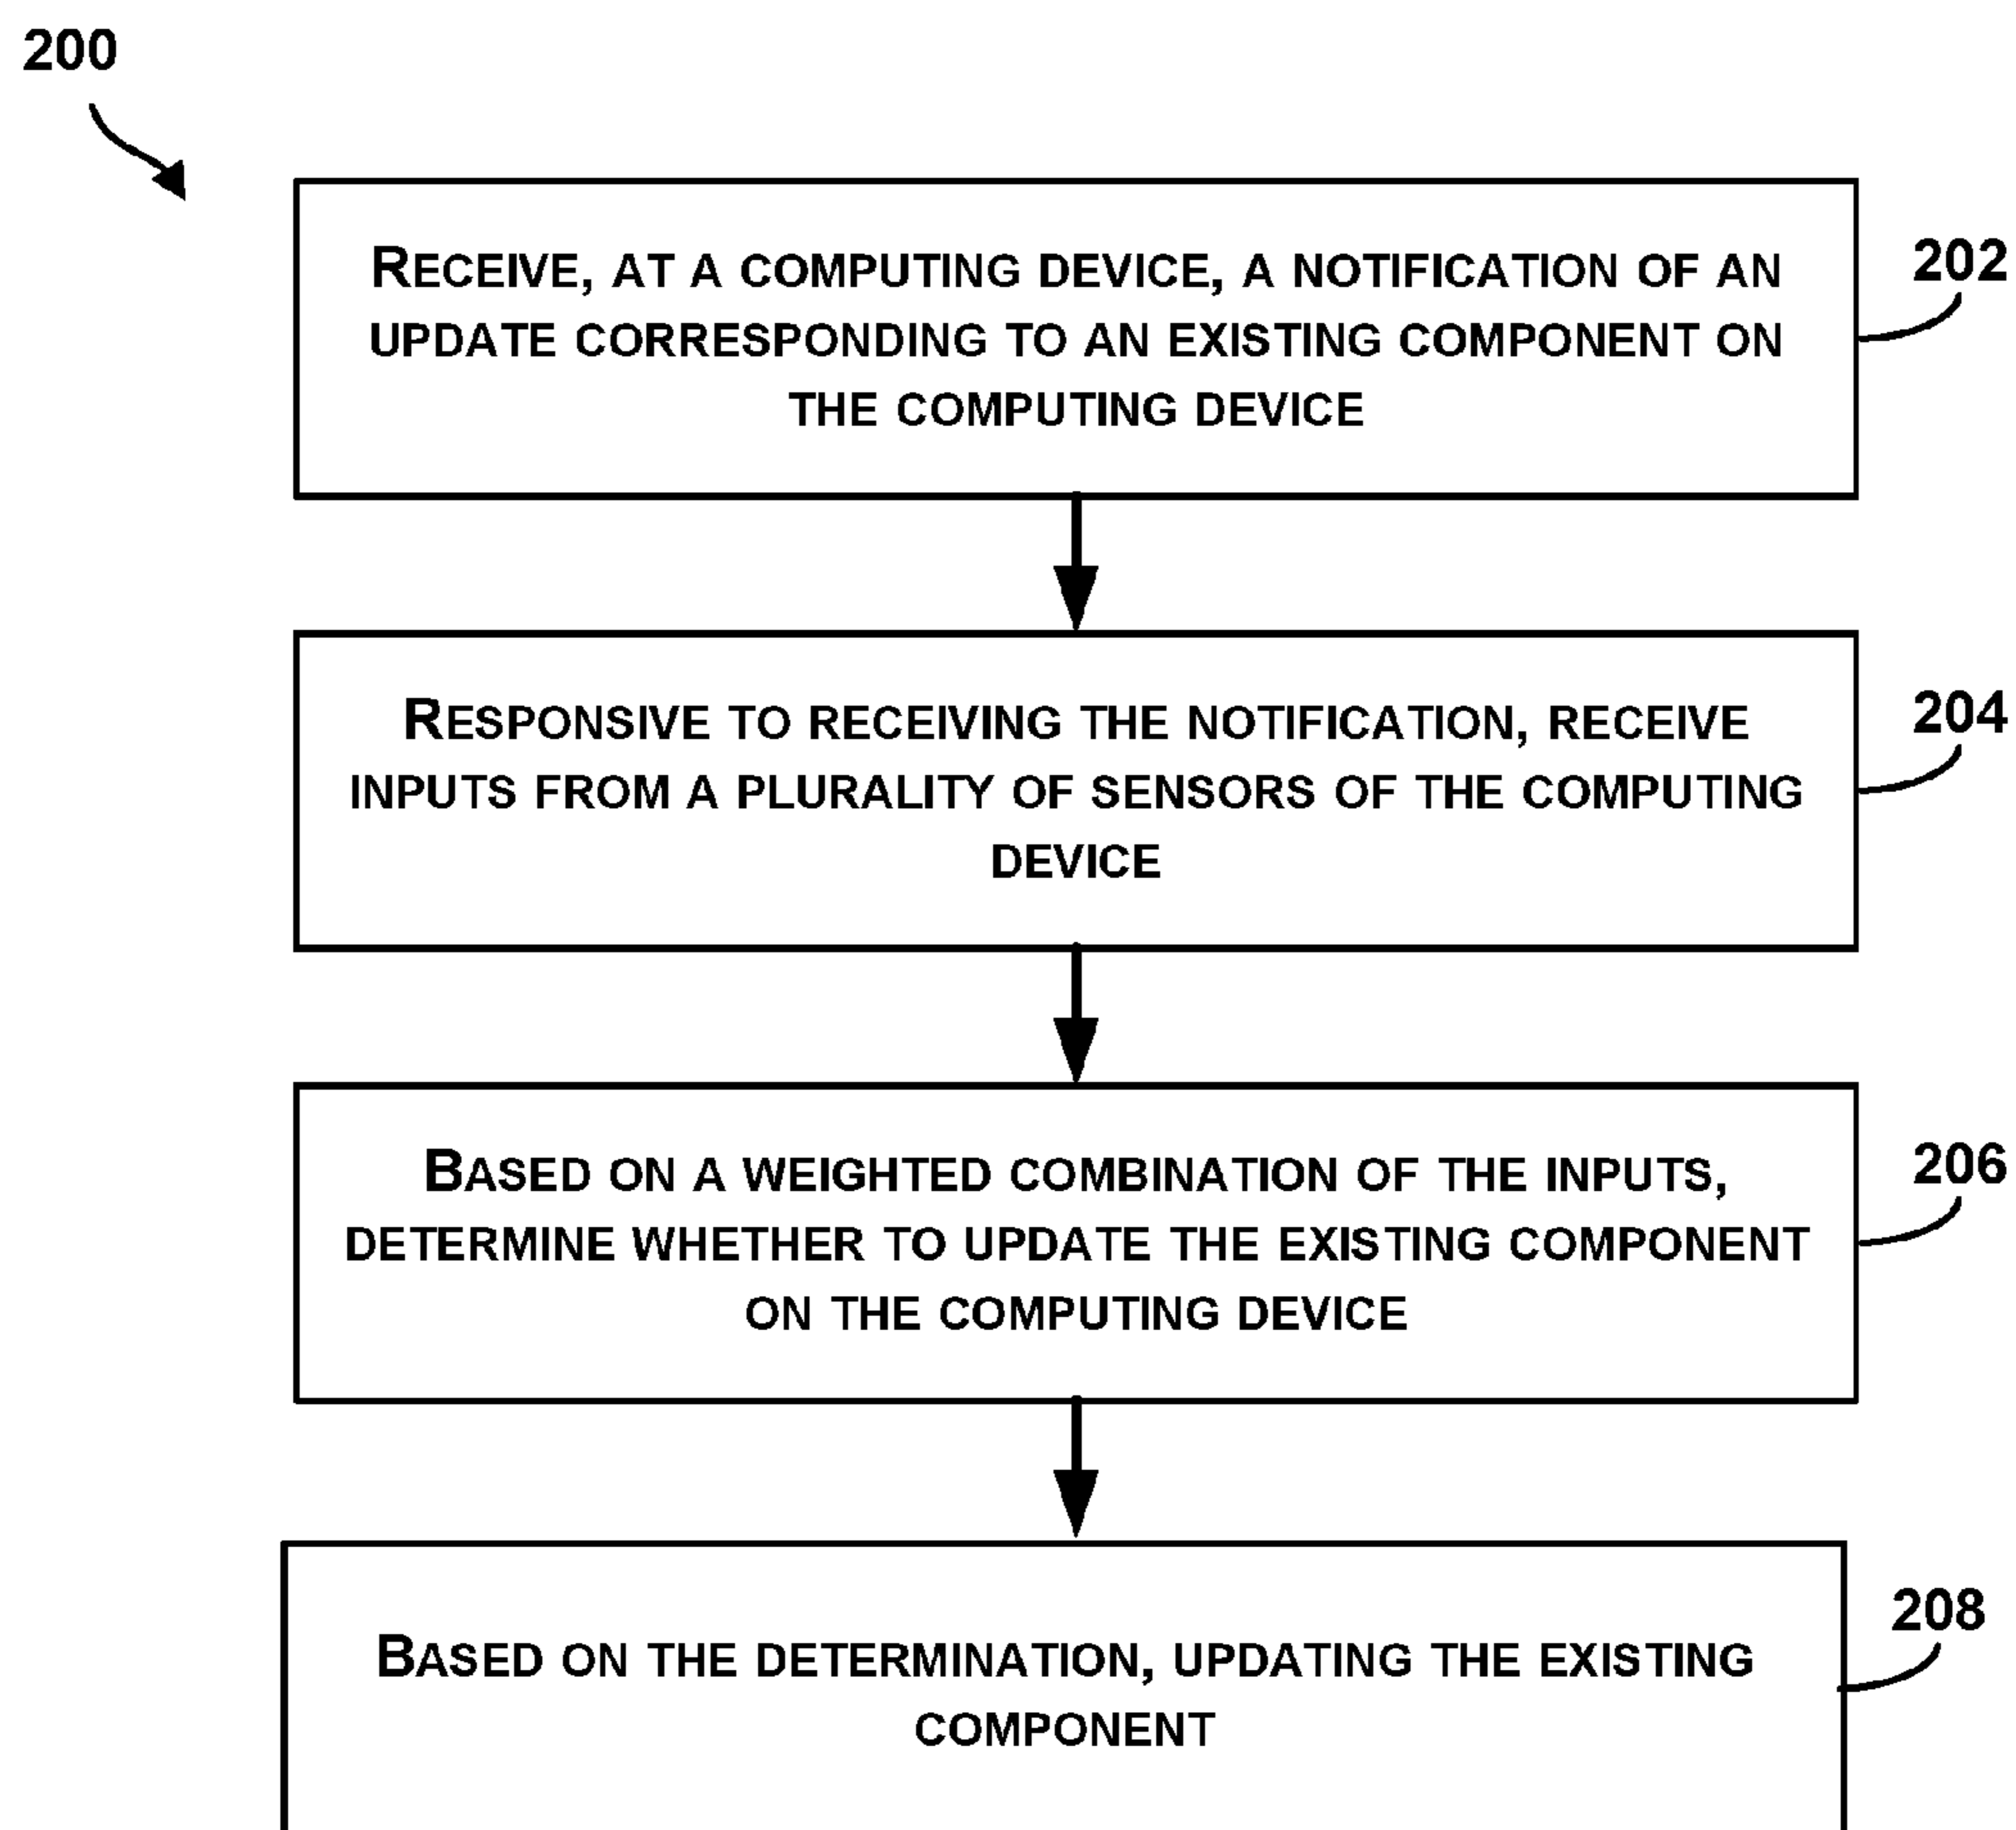 200
RECEIVE, AT A COMPUTING DEVICE, A NOTIFICATION OF AN
UPDATE CORRESPONDING TO AN EXISTING COMPONENT ON
THE COMPUTING DEVICE
202
RESPONSIVE TO RECEIVING THE NOTIFICATION, RECEIVE
INPUTS FROM A PLURALITY OF SENSORS OF THE COMPUTING
DEVICE
204
BASED ON A WEIGHTED COMBINATION OF THE INPUTS,
DETERMINE WHETHER TO UPDATE THE EXISTING COMPONENT
ON THE COMPUTING DEVICE
206
BASED ON THE DETERMINATION, UPDATING THE EXISTING
COMPONENT
208